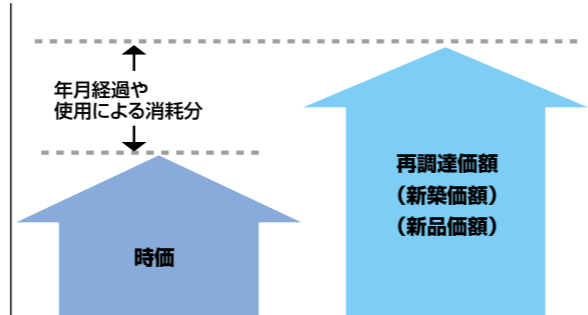 年月経過や
使用による消耗分
時価
再調達価額
（新築価額）
（新品価額）